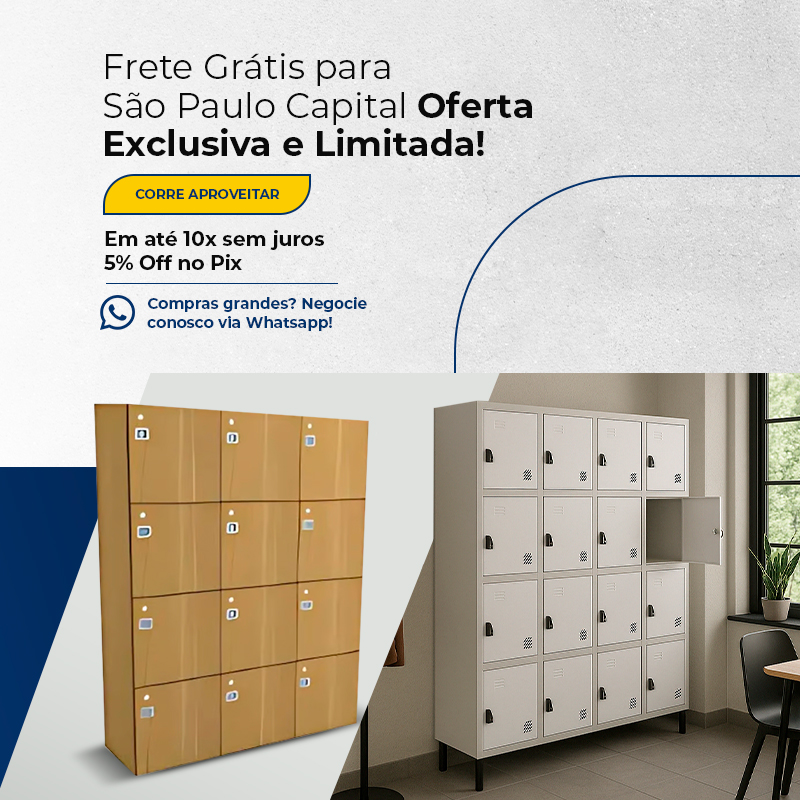 Frete Grátis para
São Paulo Capital Oferta
Exclusiva e Limitada!
CORRE APROVEITAR
Em até 10x sem juros
5% Off no Pix
Compras grandes? Negocie
conosco via Whatsapp!